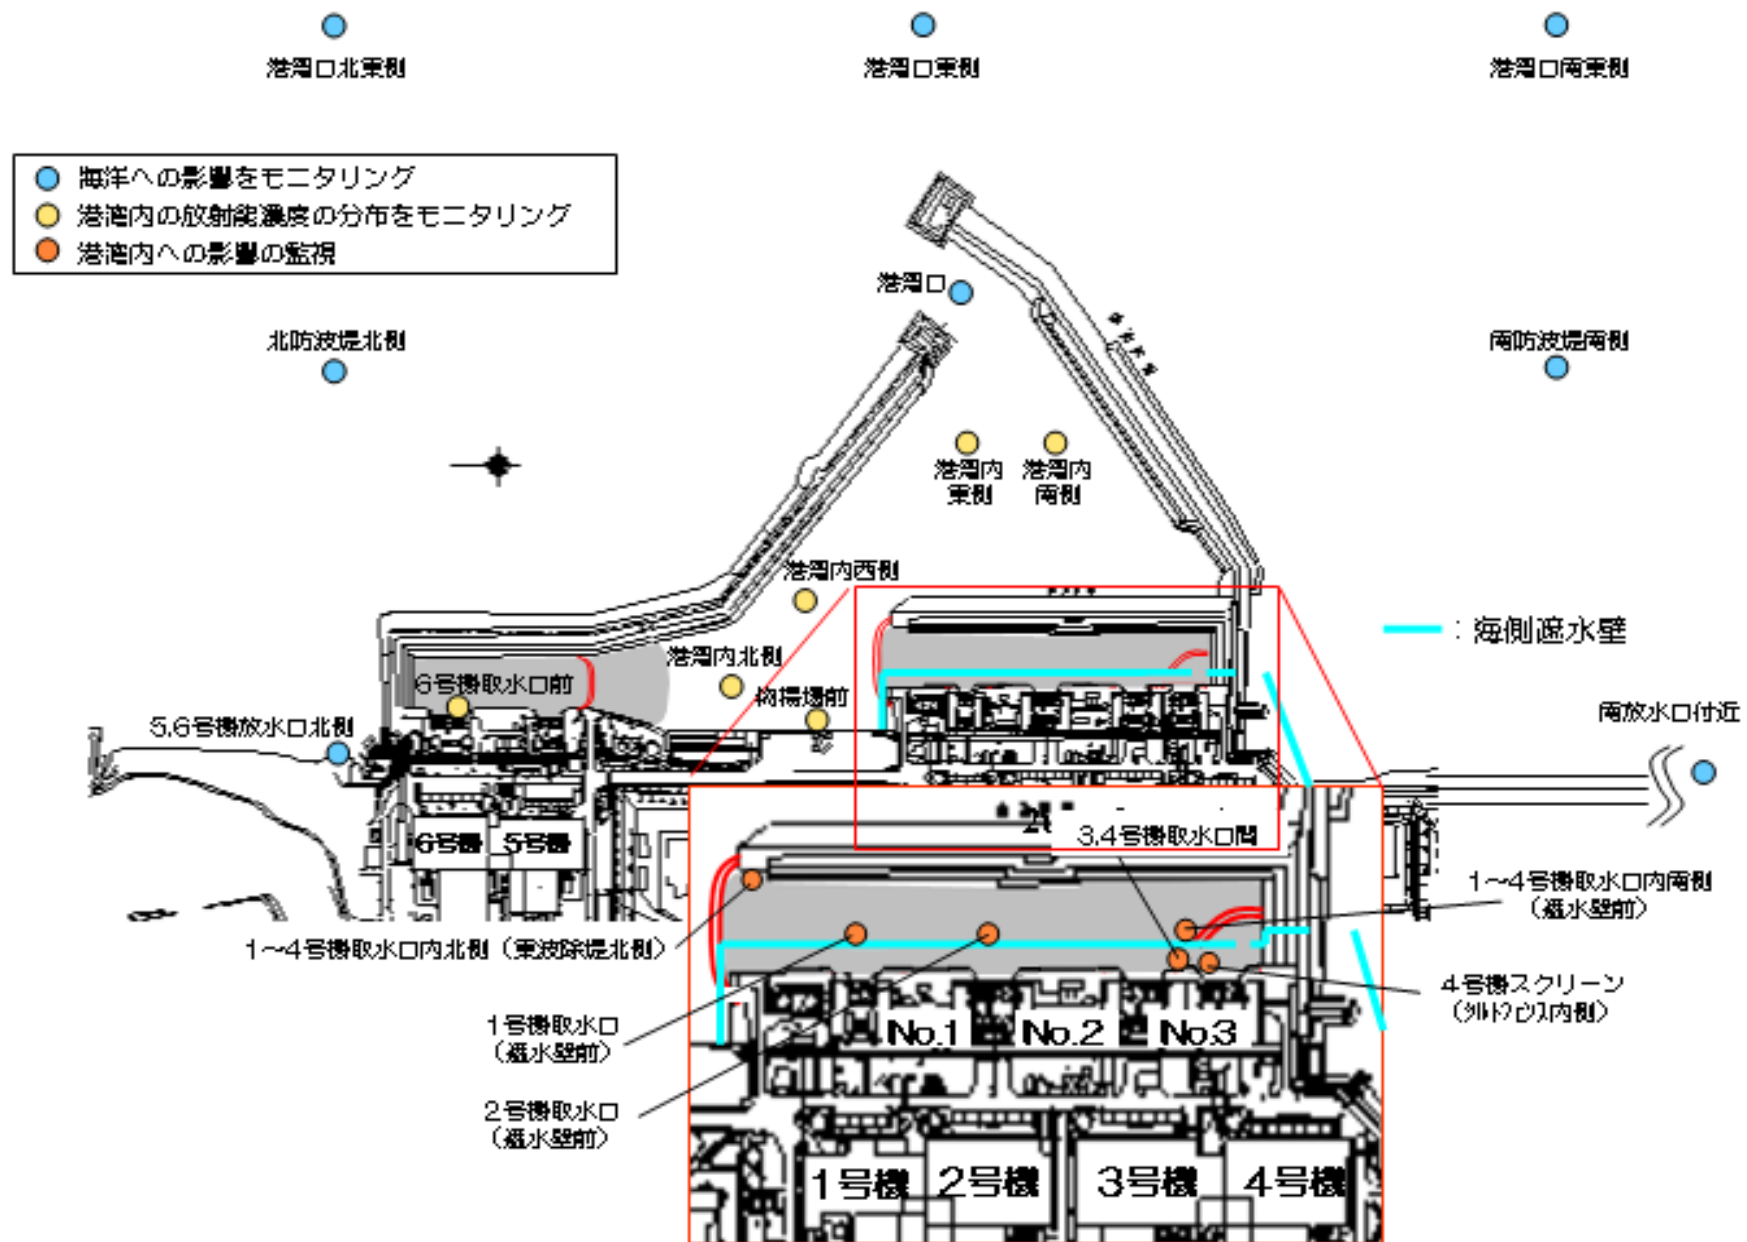 港湾口北東側
港湾口東側
港湾口南東側
海洋への影響をモニタリング
港湾内の放射能濃度の分布をモニタリング
港湾内への影響の監視
港湾口
北防波堤北側
南防波堤南側
港湾内
東側
港湾内
南側
港湾内西側
：海側遮水壁
港湾内北側
6号機取水口前
物揚場前
5,6号機放水口北側
南放水口付近
6号機
5号機
3,4号機取水口間
1～4号機取水口内南側
（遮水壁前）
1～4号機取水口内北側（東波除堤北側）
4号機スクリーン
（シルトフェンス内側）
1号機取水口
（遮水壁前）
No.1
No.2
No.3
2号機取水口
（遮水壁前）
1号機
2号機
3号機
4号機